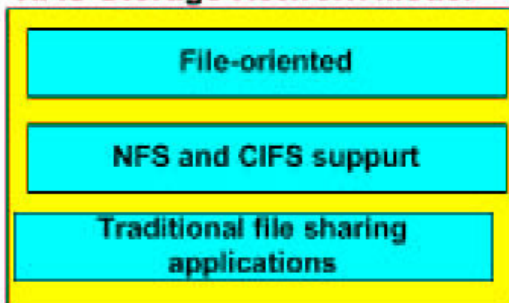 File-oriented
NFS and CIFS suppurt
Traditional file sharing
applications